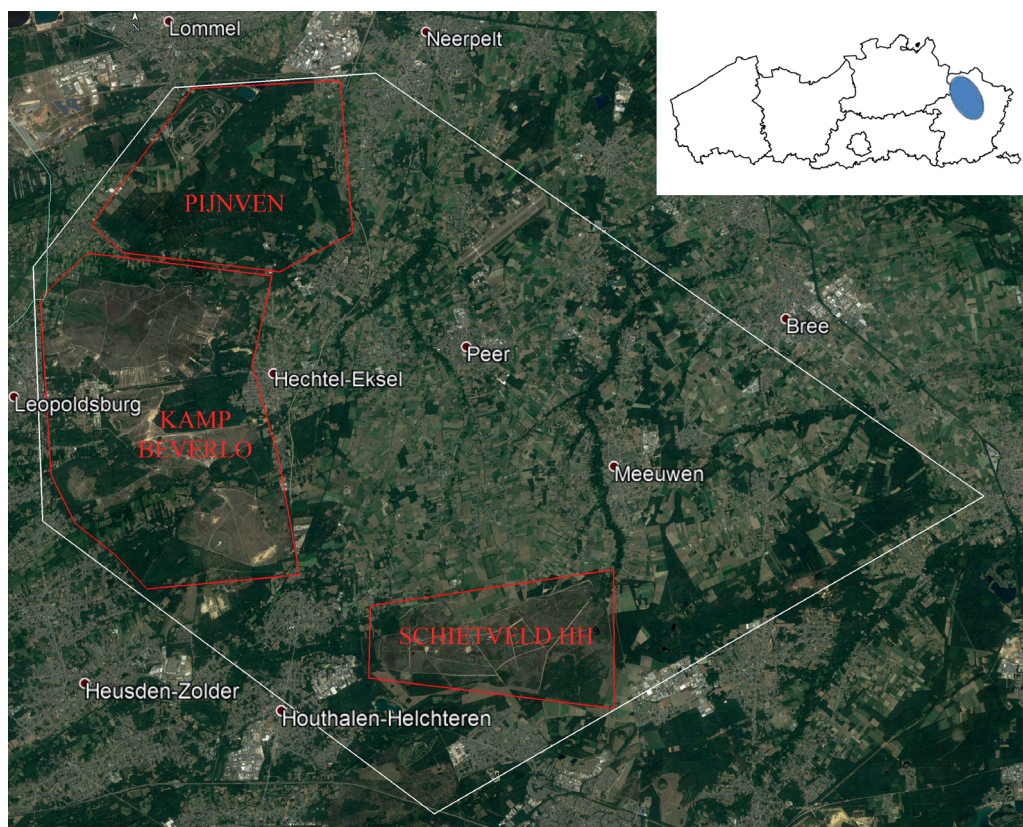 N
Lommel
Neerpelt
PIJNVEN
Bree
Peer
Hechtel-Eksel
Leopoldsburg
KAMP
BEVERLO
Meeuwen
SCHIETVELD HH
Heusden-Zolder
Houthalen-Helchteren